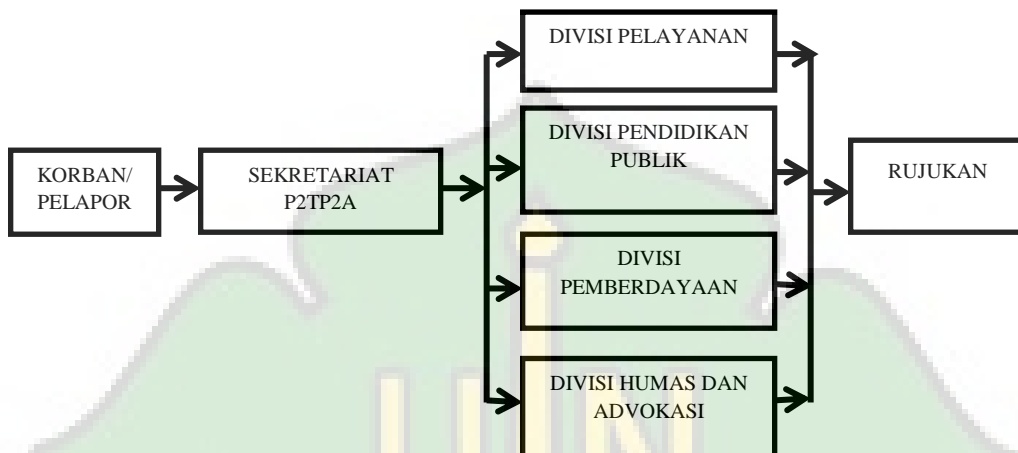 DIVISI PELAYANAN
DIVISI PENDIDIKAN
PUBLIK
KORBAN/
PELAPOR
SEKRETARIAT
P2TP2A
RUJUKAN
DIVISI
PEMBERDAYAAN
DIVISI HUMAS DAN
ADVOKASI